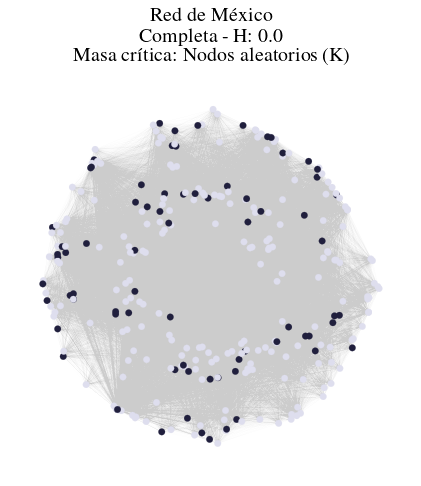 Red de México
Completa - H: 0.0
Masa crítica: Nodos aleatorios (K)